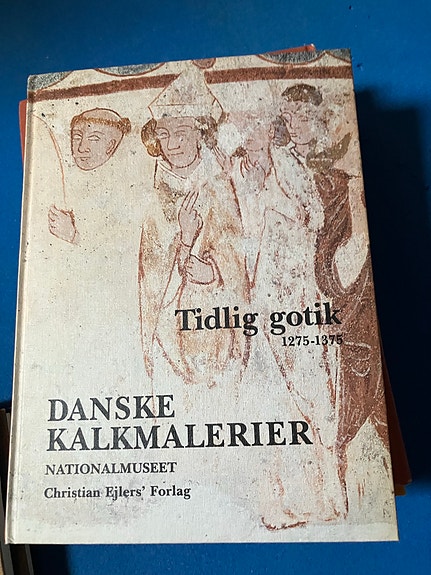 Tidlig gotik
1275-1375
DANSKE
KALKMALERIER
NATIONALMUSEET
Christian Ejlers' Forlag